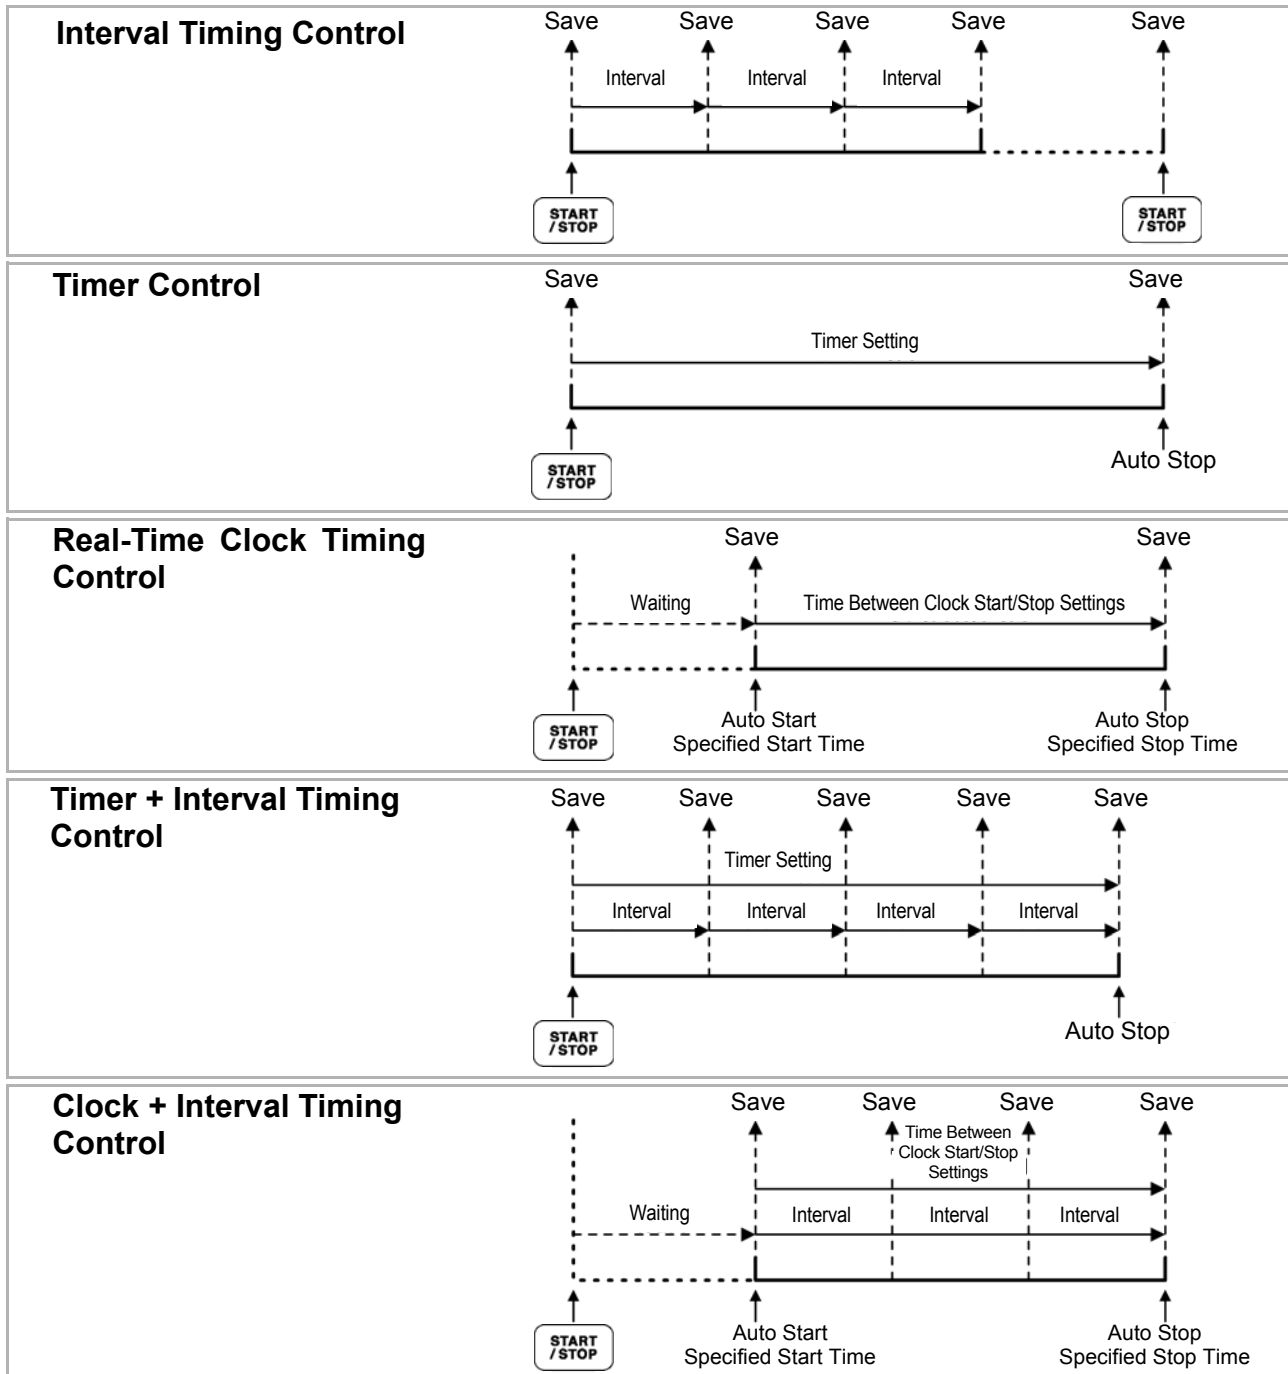 Interval Timing Control
Save Save Save Save Save
Interval Interval Interval
START
/STOP
START
/STOP
Timer Control
Save Save
Timer Setting
START
/STOP
Auto Stop
Real-Time Clock Timing
Control
Save Save
Waiting Time Between Clock Start/Stop Settings
START
/STOP
Auto Start
Specified Start Time
Auto Stop
Specified Stop Time
Timer + Interval Timing
Control
Save Save Save Save Save
Timer Setting
Interval Interval Interval Interval
START
/STOP
Auto Stop
Clock + Interval Timing
Control
Save Save Save Save
Time Between
Clock Start/Stop
Settings
Waiting Interval Interval Interval
START
/STOP
Auto Start
Specified Start Time
Auto Stop
Specified Stop Time